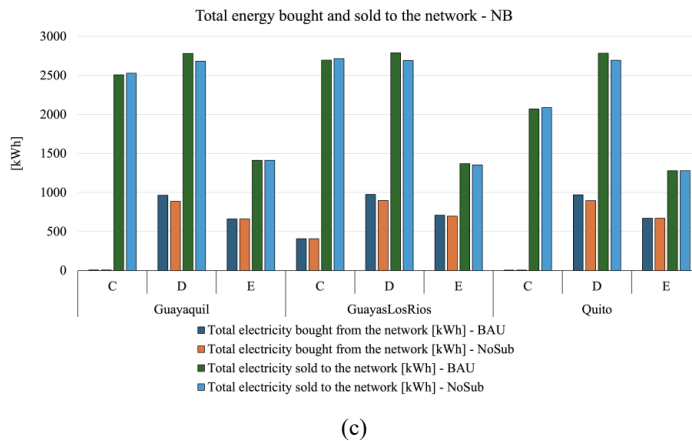 Total energy bought and sold to the network - NB
[kWh]
3000
2500
2000
1500
1000
500
0
C D E C D E C D E
Guayaquil GuayasLosRios Quito
Total electricity bought from the network [kWh] - BAU
Total electricity bought from the network [kWh] - NoSub
Total electricity sold to the network [kWh] - BAU
Total electricity sold to the network [kWh] - NoSub
(c)